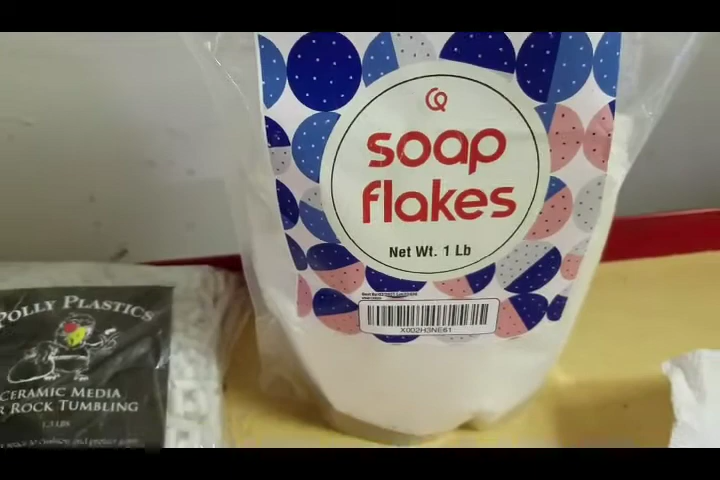 soap
flakes
Net Wt. 1 Lb
X002H3NE61
POLLY PLASTICS
CERAMIC MEDIA
R ROCK TUMBLING